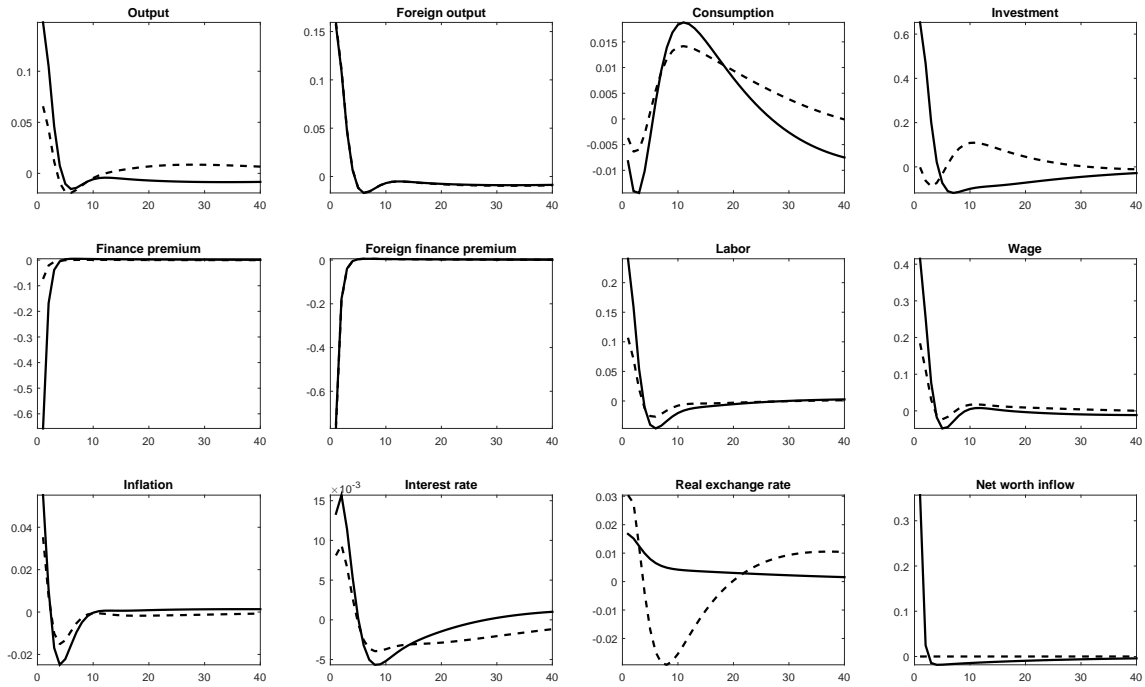 Output Foreign output Consumption Investment
0.15 0.015 0.6
0.1 0.01
0.1 0.4
0.005
0.05 0.05 0 0.2
-0.005
0 0 -0.01 0
0 10 20 30 40 0 10 20 30 40 0 10 20 30 40 0 10 20 30 40
Finance premium Foreign finance premium Labor Wage
0 0 0.4
-0.1 0.2 0.3
-0.2 -0.2 0.15
-0.3 0.1 0.2
-0.4 -0.4 0.05 0.1
-0.5
-0.6 -0.6 0 0
0 10 20 30 40 0 10 20 30 40 0 10 20 30 40 0 10 20 30 40
Inflation Interest rate Real exchange rate Net worth inflow
×10-3
15 0.03
0.04 0.02 0.3
10
0.02 0.01 0.2
5 0
0 -0.01 0.1
0
-0.02 -5 -0.02 0
0 10 20 30 40 0 10 20 30 40 0 10 20 30 40 0 10 20 30 40